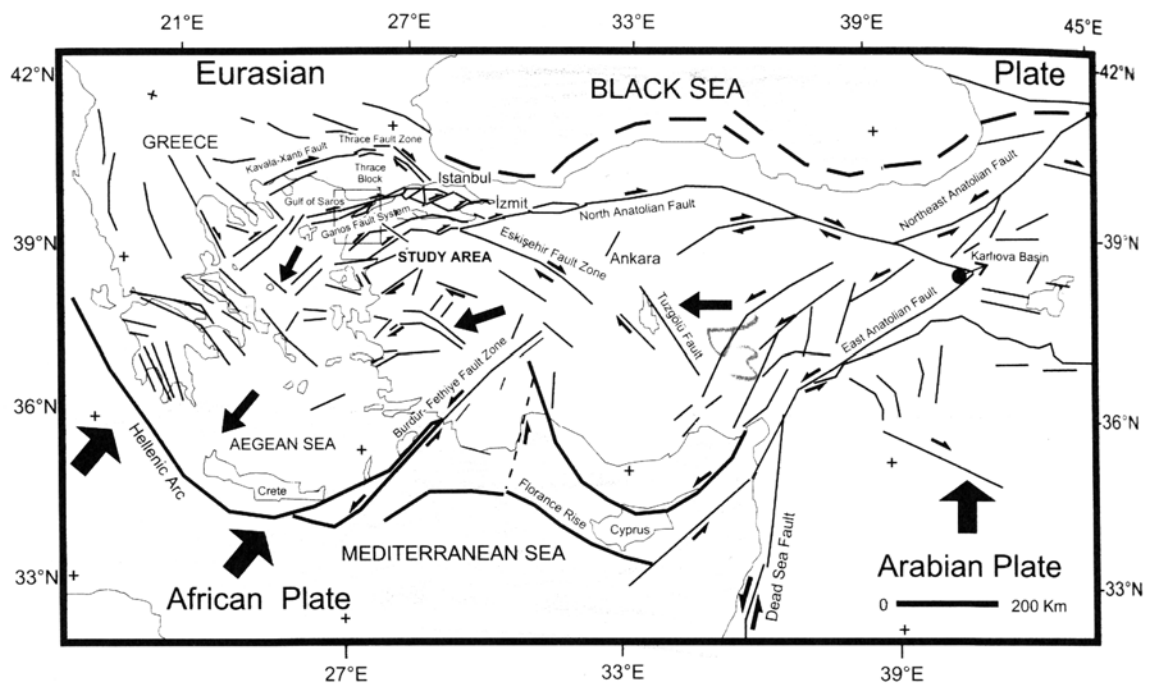 21°E 27°E 33°E 39°E 45°E
42°N
Eurasian
Plate
42°N
BLACK SEA
GREECE
Thrace Fault Zone
Kavala-Xanti Fault
Thrace
Block
Istanbul
Gulf of Saros
İzmit
North Anatolian Fault
Northeast Anatolian Fault
Ganos Fault System
39°N
39°N
STUDY AREA
Eskişehir Fault Zone
Ankara
Karlıova Basin
Tuzgölü Fault
East Anatolian Fault
Burdur- Fethiye Fault Zone
36°N
36°N
Hellenic Arc
AEGEAN SEA
Crete
Florance Rise
Cyprus
MEDITERRANEAN SEA
Dead Sea Fault
33°N
33°N
African Plate
Arabian Plate
0 200 Km
27°E 33°E 39°E